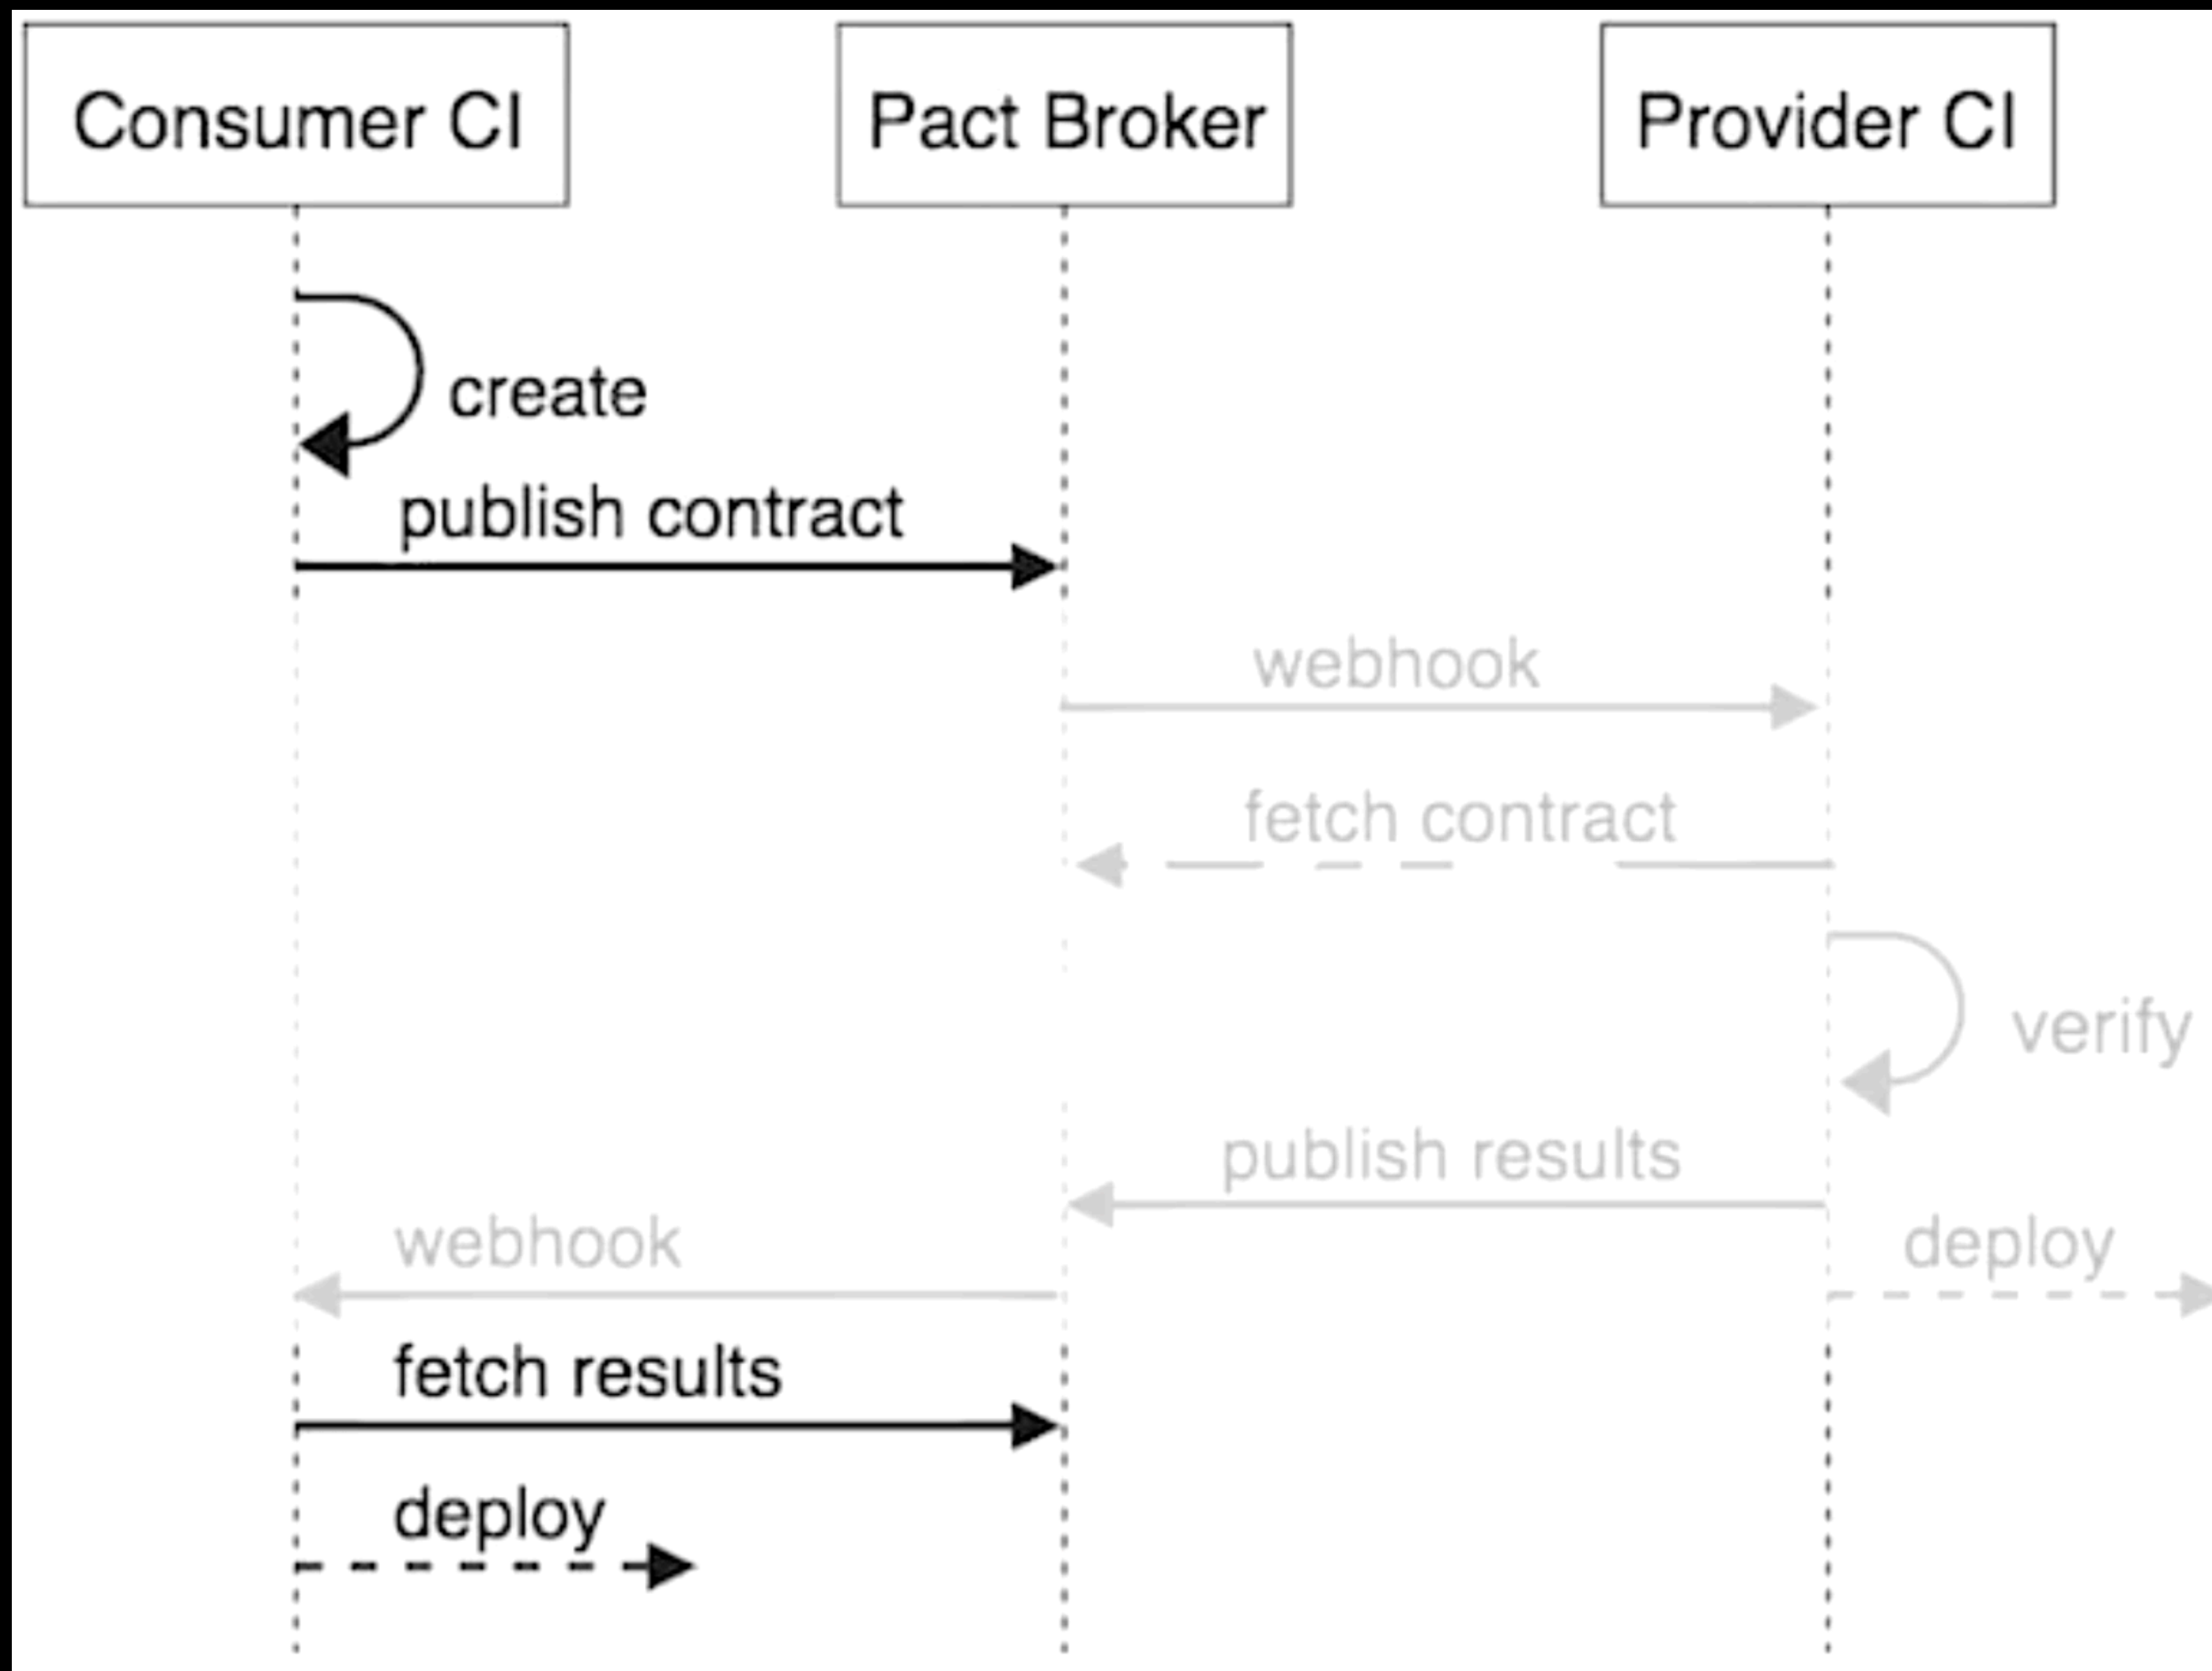 Consumer CI
Pact Broker
Provider CI
create
publish contract
webhook
fetch contract
verify
publish results
webhook
deploy
fetch results
deploy